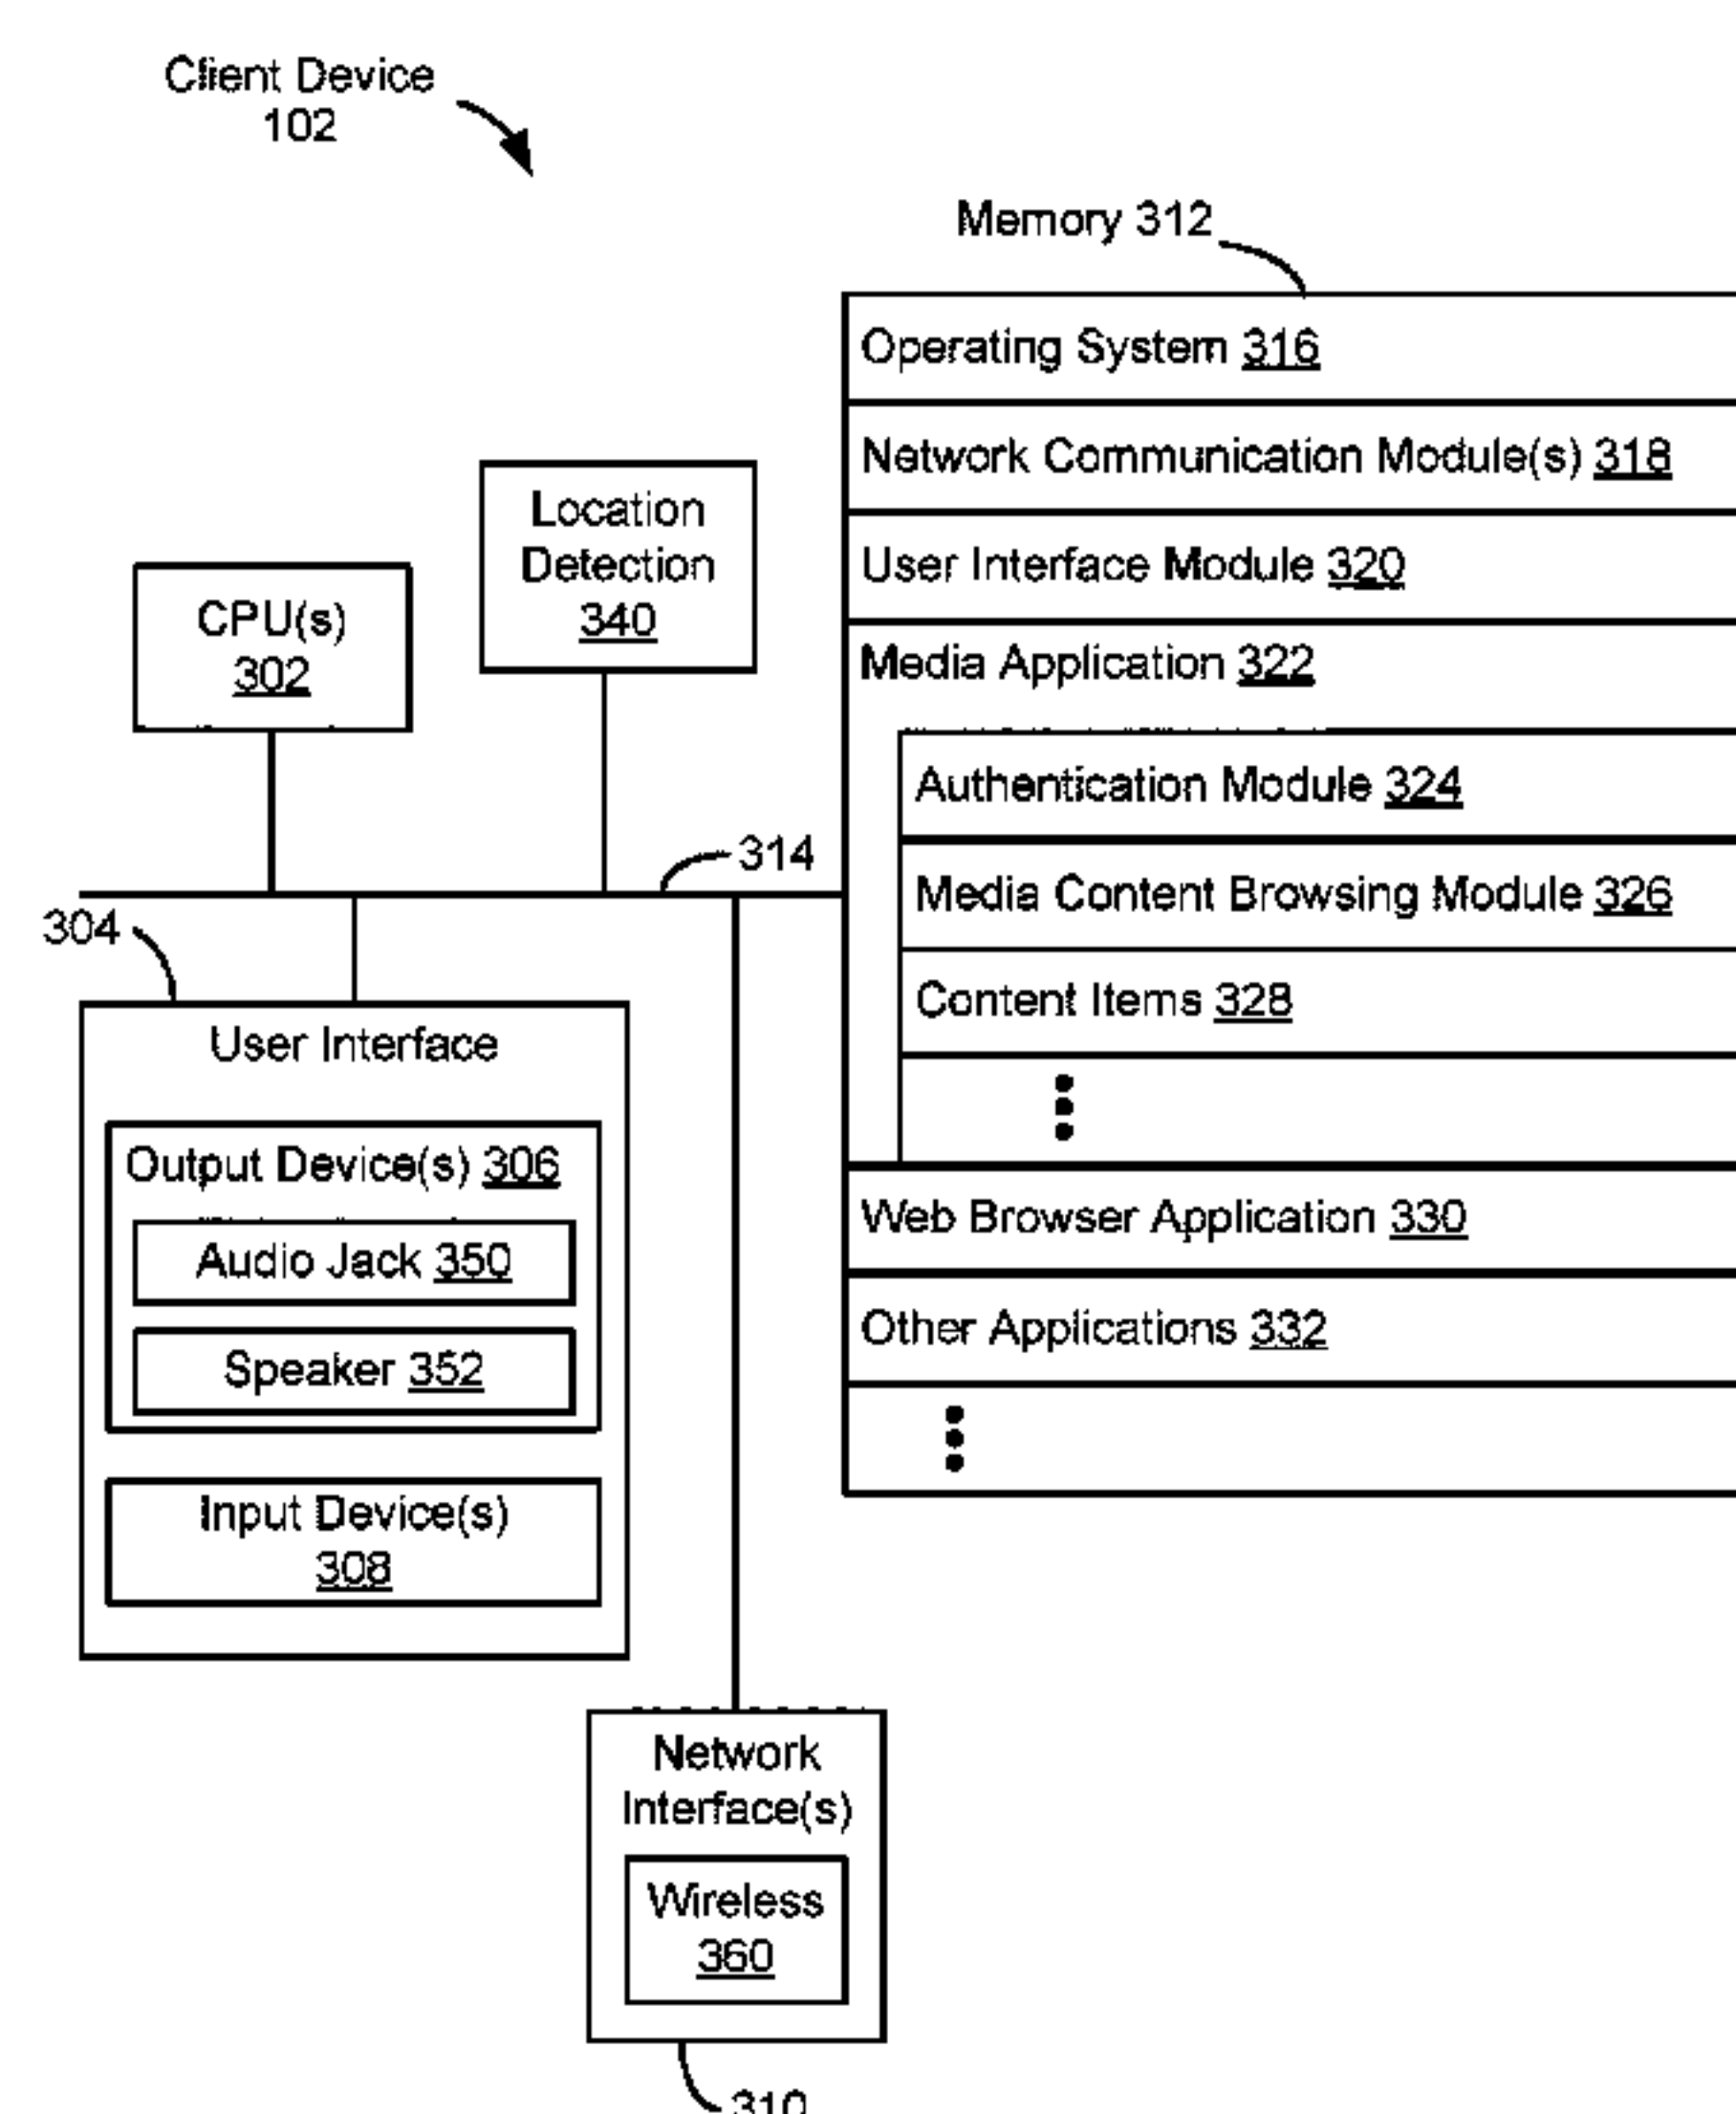 Client Device
102
Memory 312
Operating System 316
Network Communication Module(s) 318
User Interface Module 320
Media Application 322
Authentication Module 324
Media Content Browsing Module 326
Content Items 328
Web Browser Application 330
Other Applications 332
Location
Detection
340
CPU(s)
302
314
304
User Interface
Output Device(s) 306
Audio Jack 350
Speaker 352
Input Device(s)
308
Network
Interface(s)
Wireless
360
310